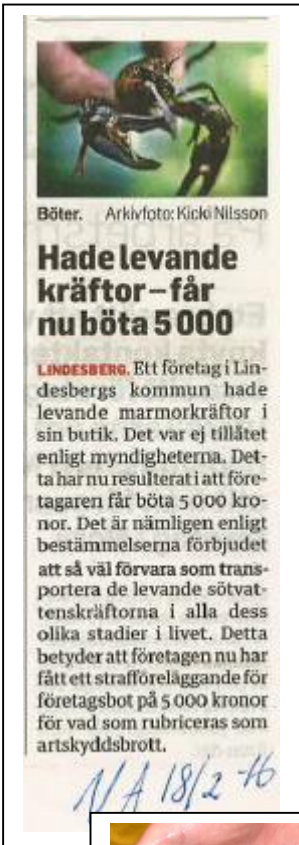 Böter. Arkivfoto: Kicki Nilsson
Hade levande
kräftor – får
nu böta 5 000
LINDESBERG. Ett företag i Lin-
desbergs kommun hade
levande marmorkräftor i
sin butik. Det var ej tillåtet
enligt myndigheterna. Det-
ta har nu resulterat i att före-
tagaren får böta 5 000 kro-
nor. Det är nämligen enligt
bestämmelserna förbjudet
att så väl förvara som trans-
portera de levande sötvat-
tenskräftorna i alla dess
olika stadier i livet. Detta
betyder att företagen nu har
fått ett strafföreläggande för
företagsbot på 5 000 kronor
för vad som rubriceras som
artskyddsbrott.
NA 18/2-16